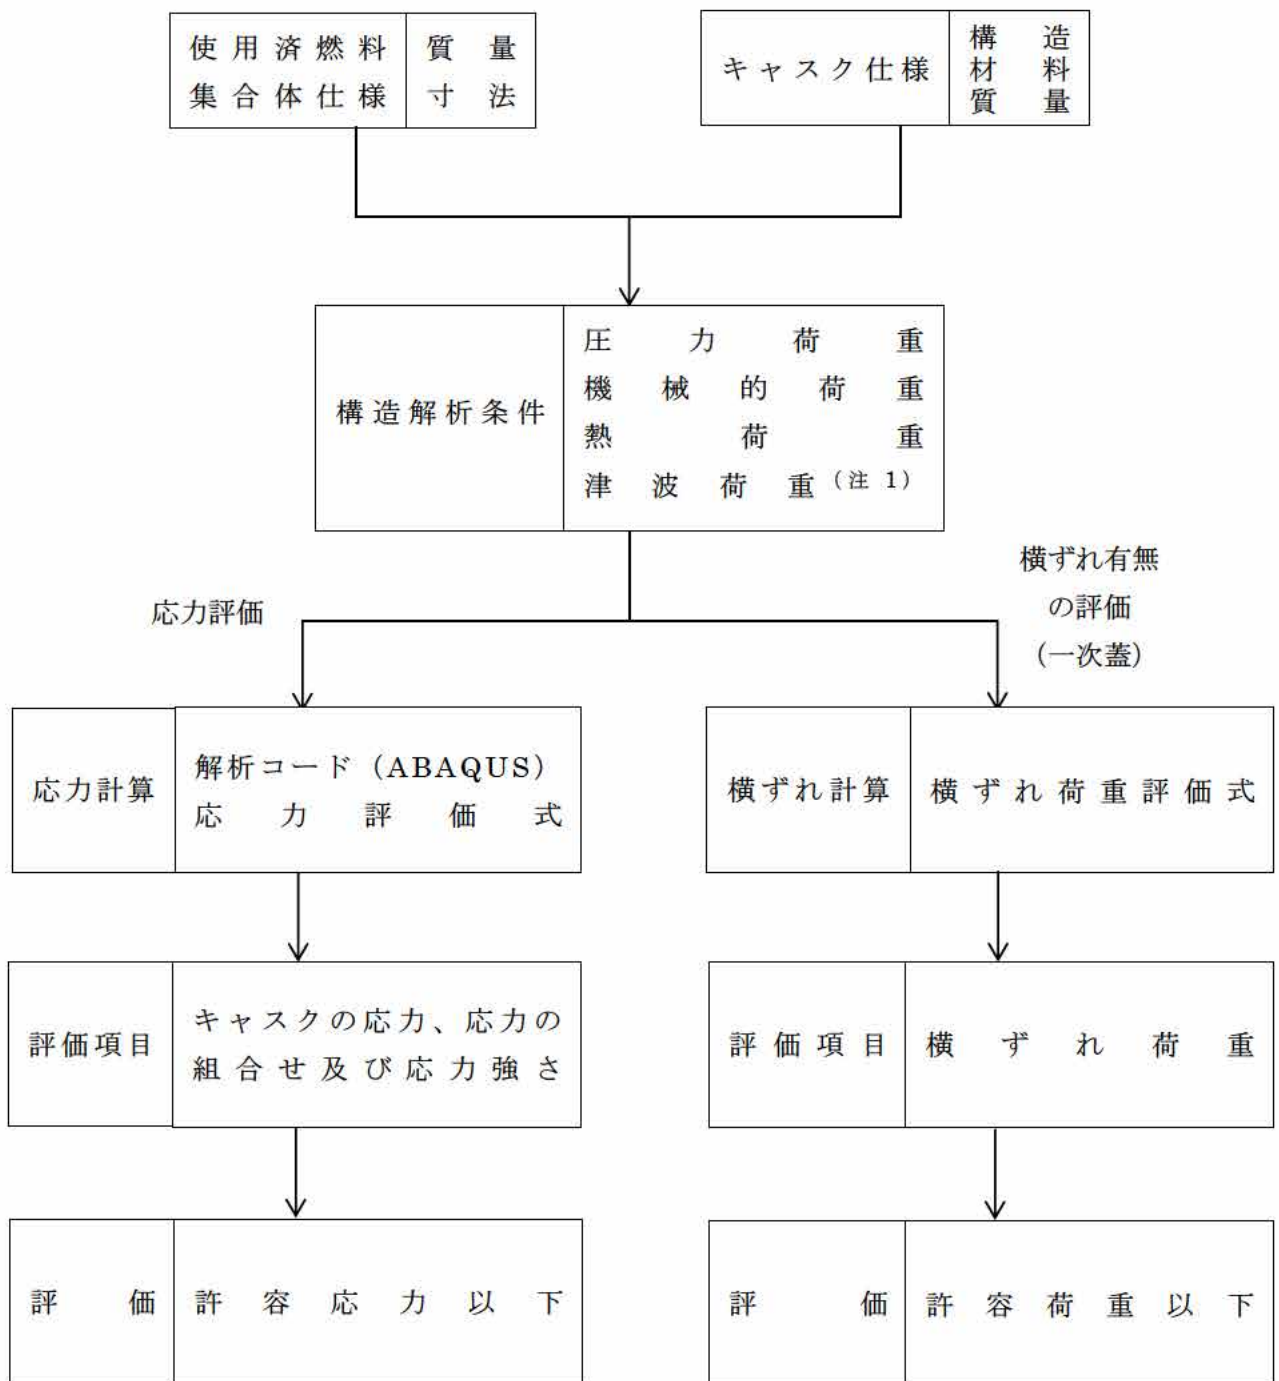 使用済燃料
集合体仕様
質量
寸法
キャスク仕様
構造
材料
質量
構造解析条件
圧力荷重
機械的荷重
熱荷重
津波荷重(注 1)
応力評価
横ずれ有無
の評価
(一次蓋)
応力計算
解析コード(ABAQUS)
応力評価式
横ずれ計算
横ずれ荷重評価式
評価項目
キャスクの応力、応力の
組合せ及び応力強さ
評価項目
横ずれ荷重
評価
許容応力以下
評価
許容荷重以下